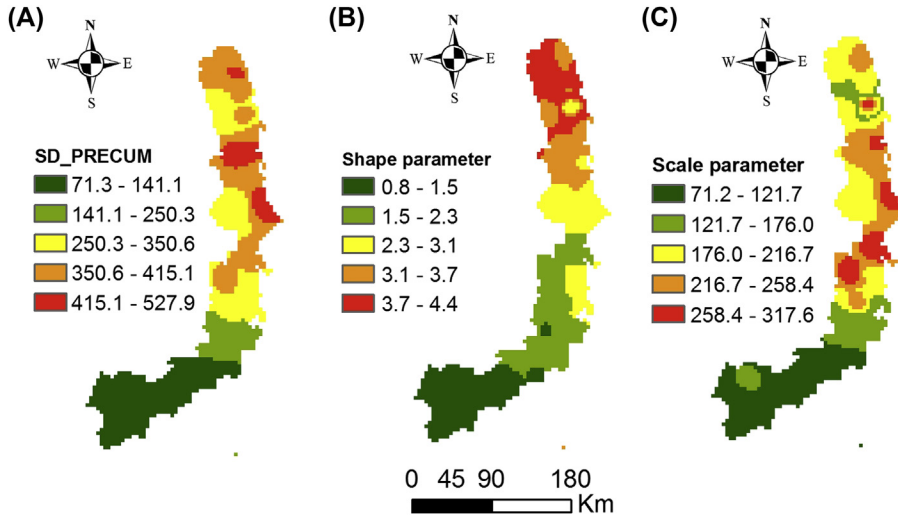 (A)
N
W
E
S
SD_PRECUM
71.3 - 141.1
141.1 - 250.3
250.3 - 350.6
350.6 - 415.1
415.1 - 527.9
(B)
N
W
E
S
Shape parameter
0.8 - 1.5
1.5 - 2.3
2.3 - 3.1
3.1 - 3.7
3.7 - 4.4
(C)
N
W
E
S
Scale parameter
71.2 - 121.7
121.7 - 176.0
176.0 - 216.7
216.7 - 258.4
258.4 - 317.6
0 45 90 180
Km